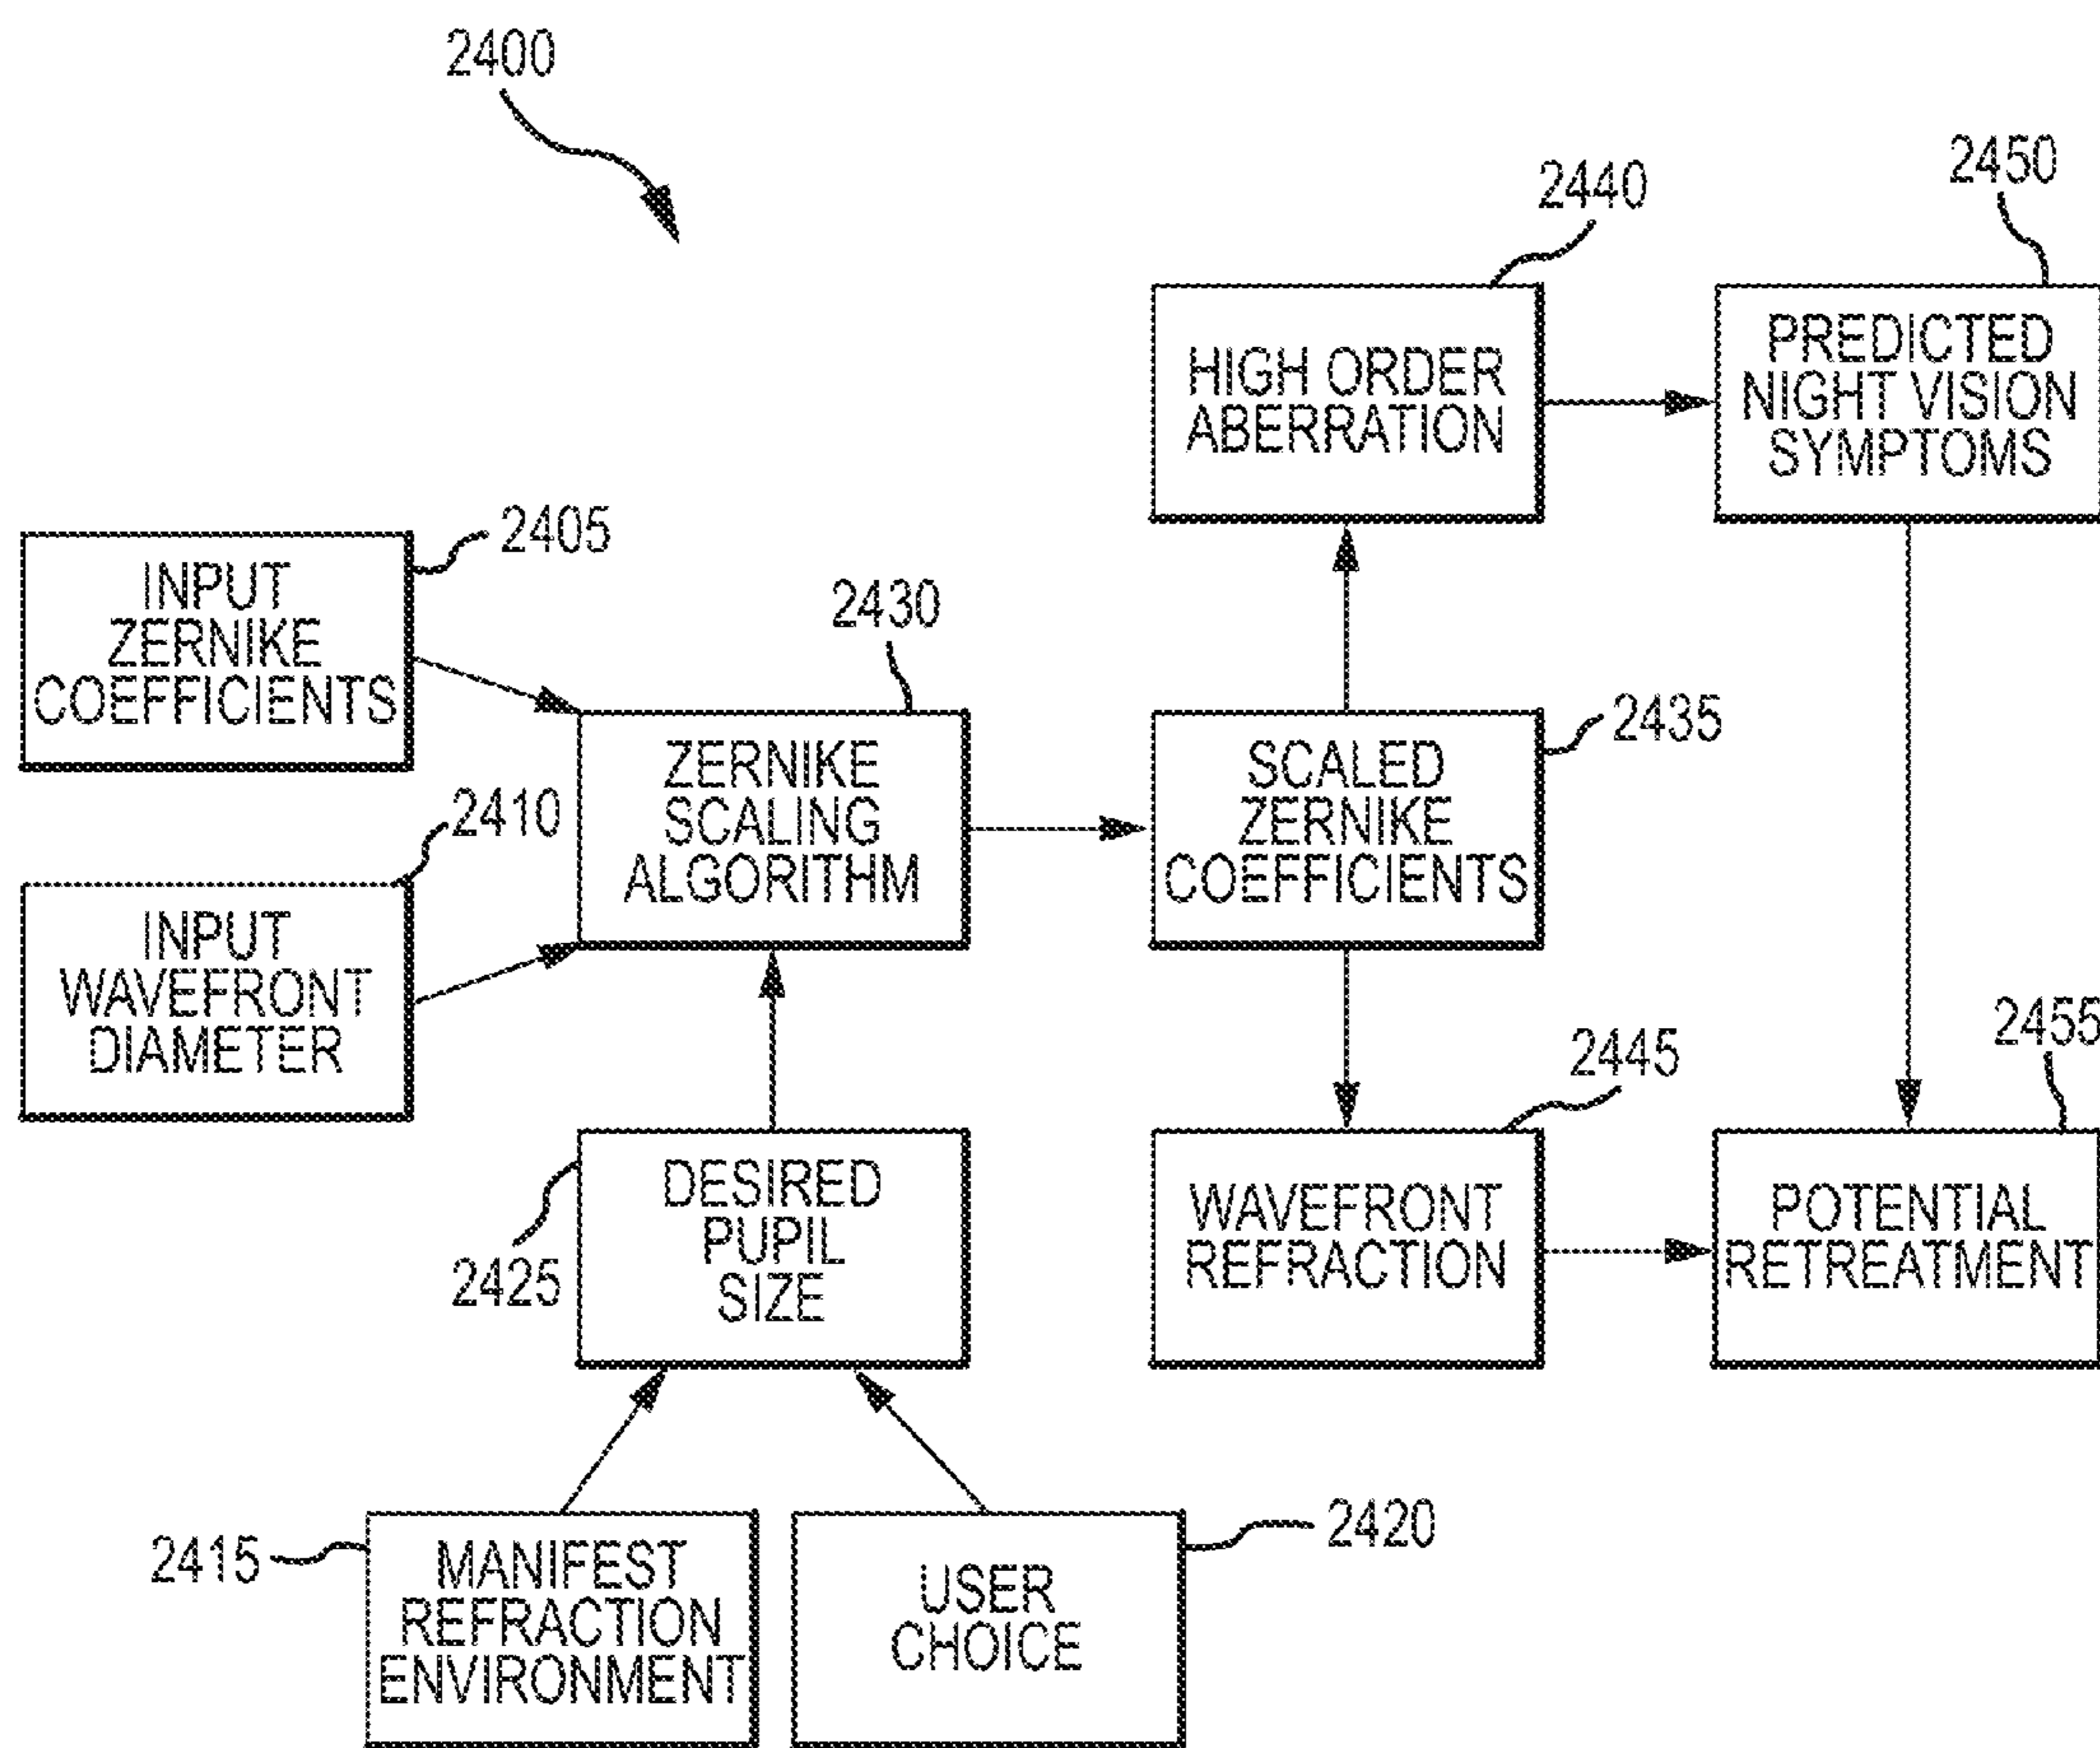 2400
2440
2450
HIGH ORDER
ABERRATION
PREDICTED
NIGHT VISION
SYMPTOMS
2405
INPUT
ZERNIKE
COEFFICIENTS
2430
2435
ZERNIKE
SCALING
ALGORITHM
SCALED
ZERNIKE
COEFFICIENTS
2410
INPUT
WAVEFRONT
DIAMETER
2425
DESIRED
PUPIL
SIZE
2445
WAVEFRONT
REFRACTION
2455
POTENTIAL
RETREATMENT
2415
MANIFEST
REFRACTION
ENVIRONMENT
2420
USER
CHOICE